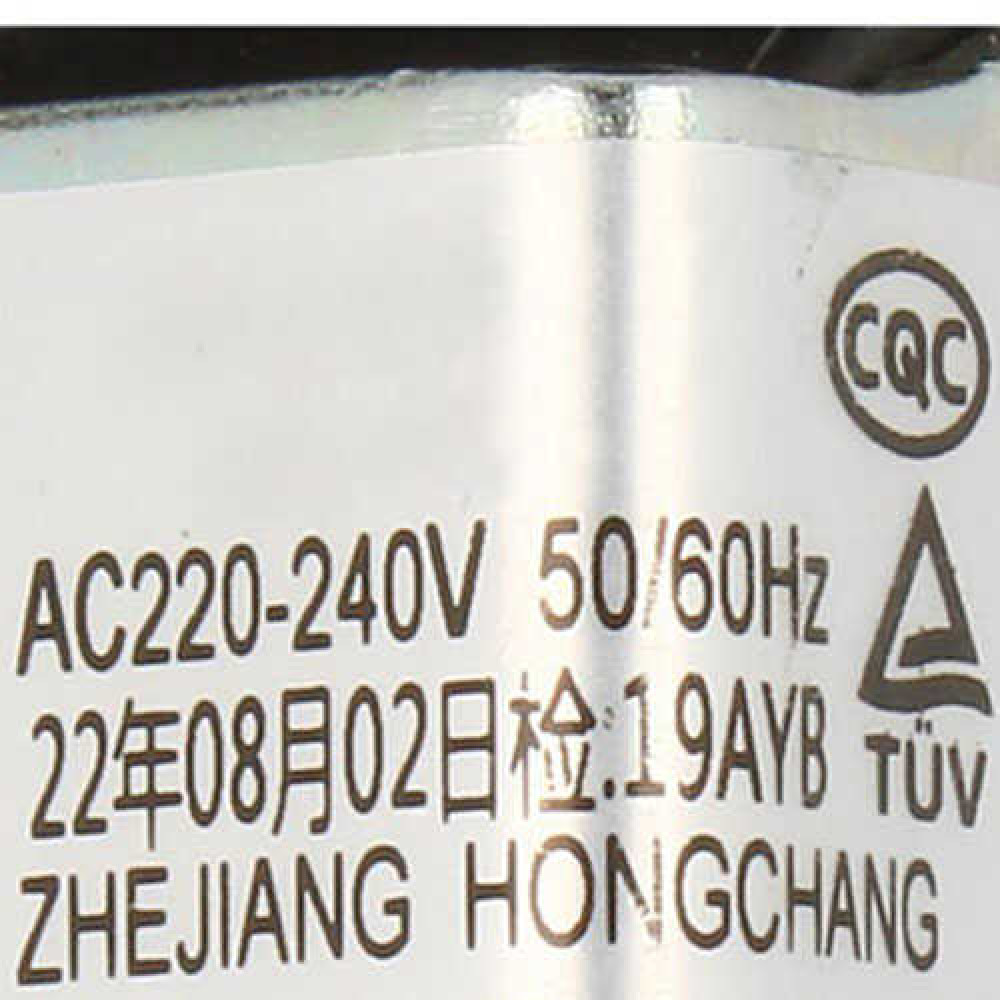 CQC
AC220-240V 50/60Hz
22年08月02日检.19AYB
TÜV
ZHEJIANG HONGCHANG